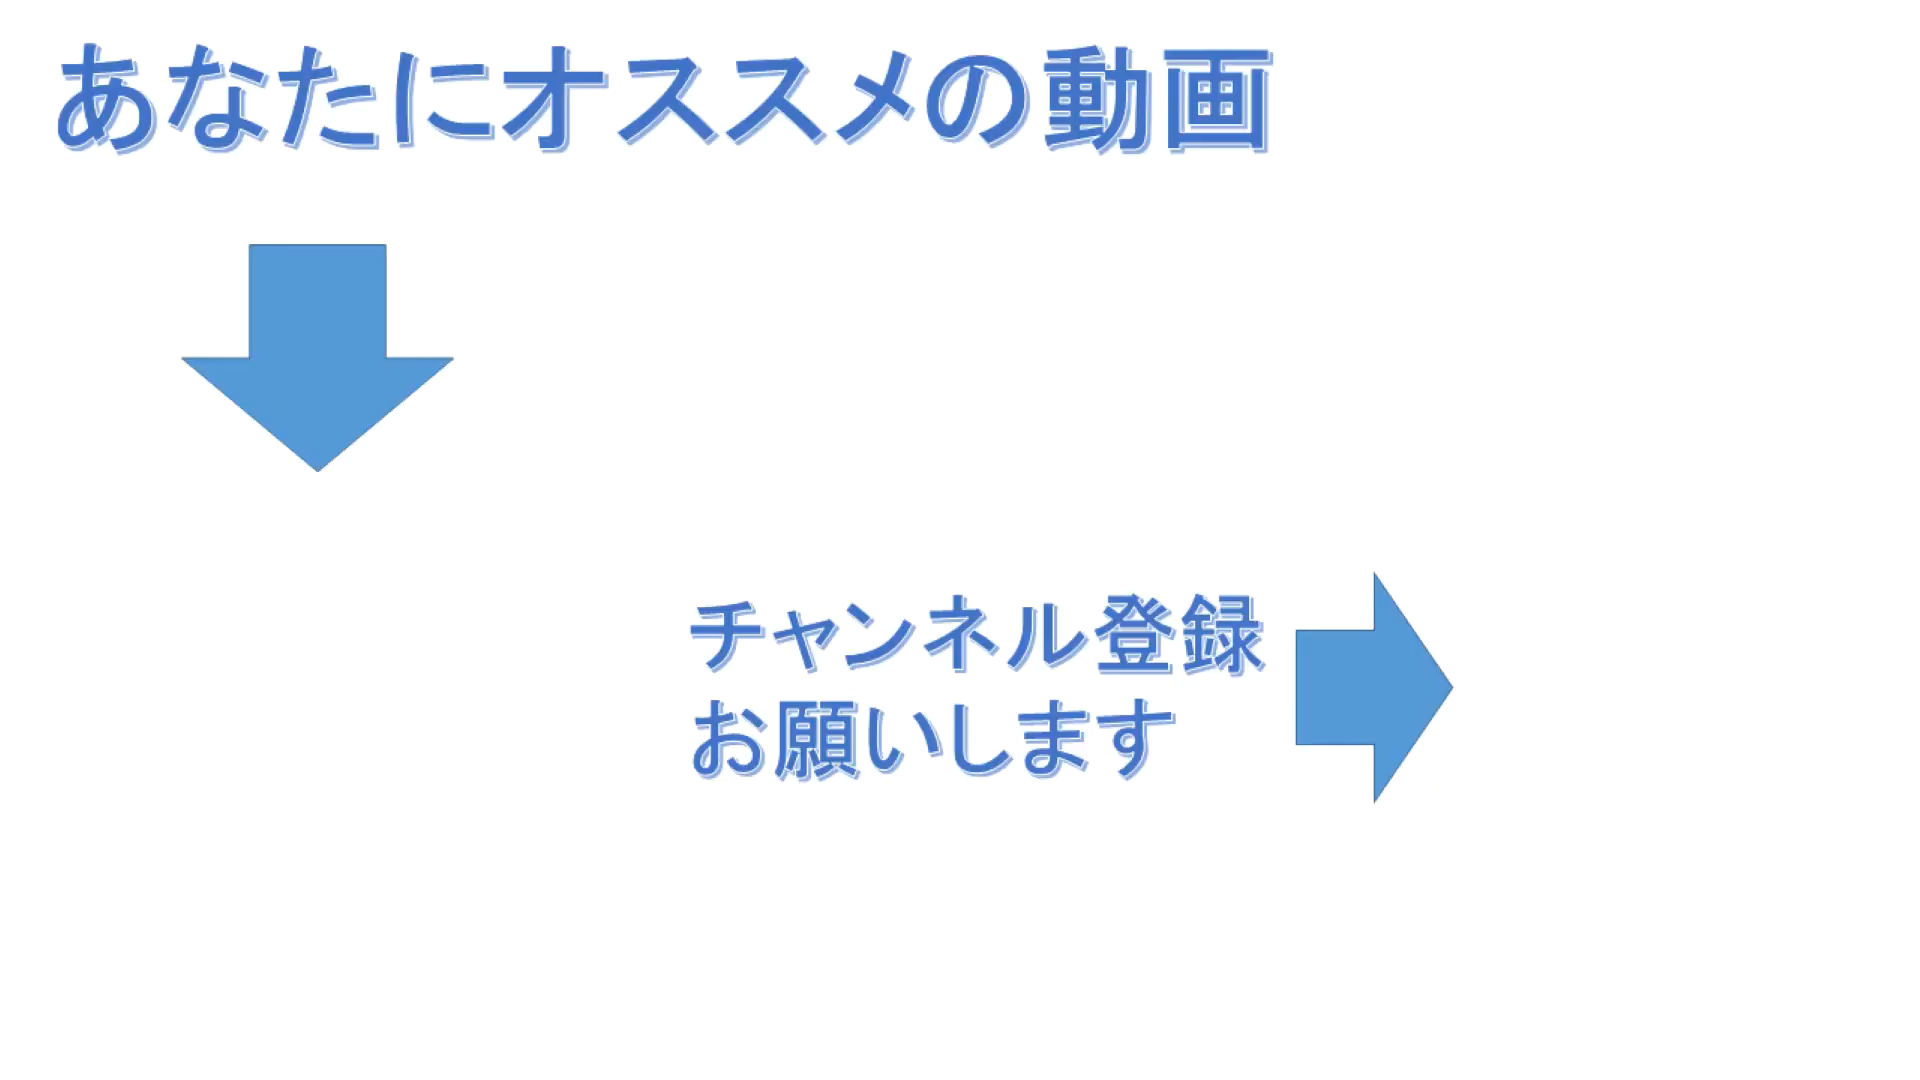 あなたにオススメの動画
チャンネル登録
お願いします